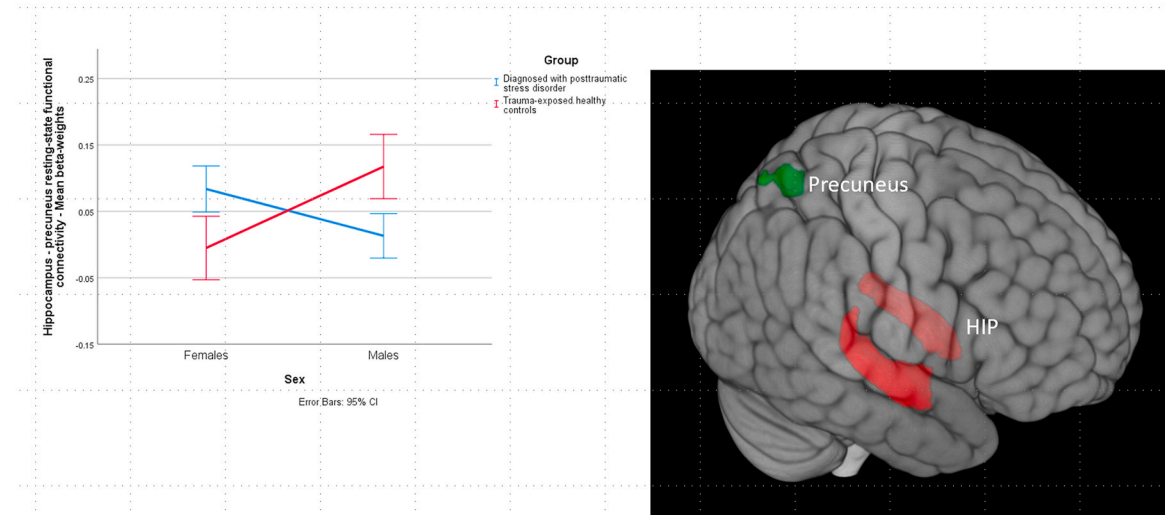 Hippocampus - precuneus resting-state functional
connectivity - Mean beta-weights
0.25
0.15
0.05
-0.05
-0.15
Females
Males
Sex
Error Bars: 95% CI
Group
Diagnosed with posttraumatic
stress disorder
Trauma-exposed healthy
controls
Precuneus
HIP